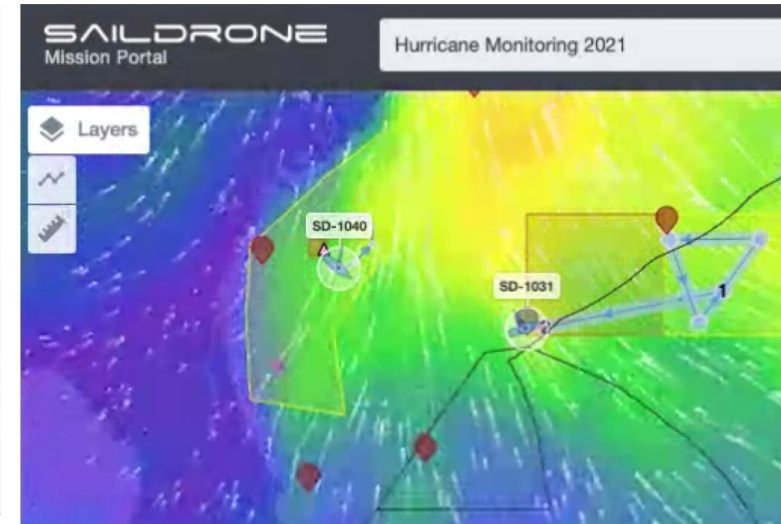 SAILDRONE
Mission Portal
Hurricane Monitoring 2021
Layers
SD-1040
SD-1031
1